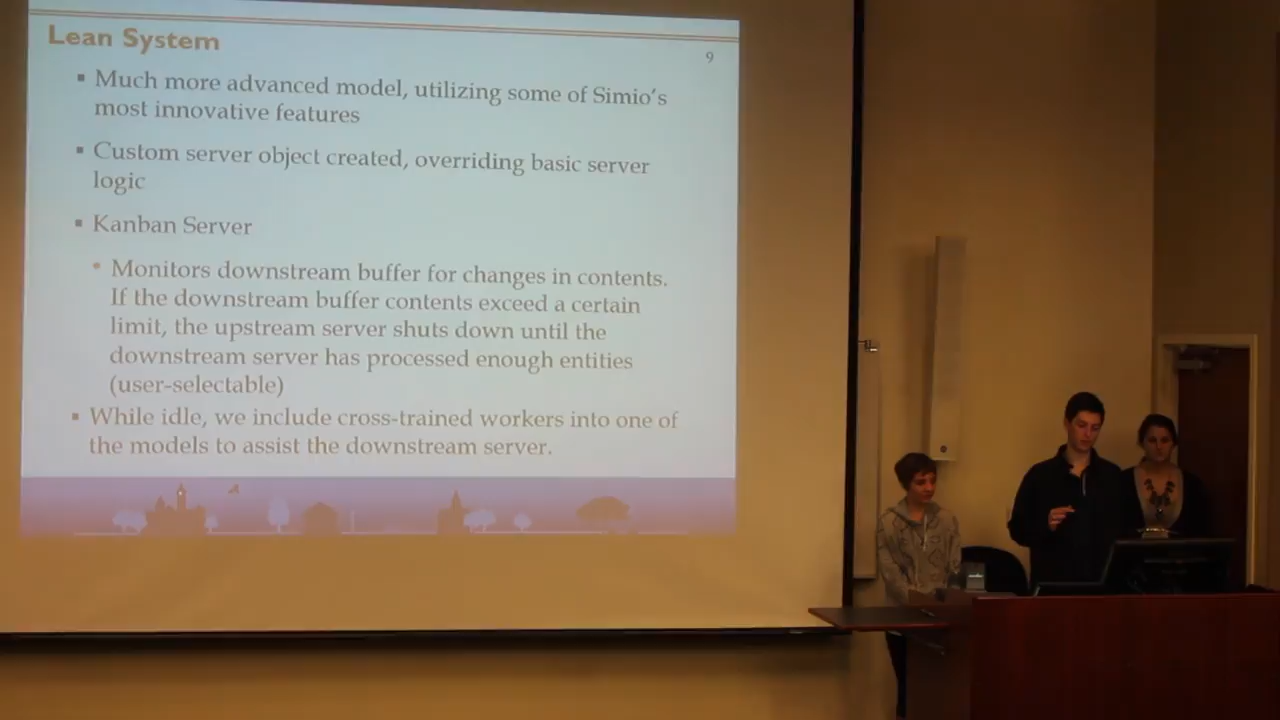 Lean System
9
▪ Much more advanced model, utilizing some of Simio's
most innovative features
▪ Custom server object created, overriding basic server
logic
▪ Kanban Server
• Monitors downstream buffer for changes in contents.
If the downstream buffer contents exceed a certain
limit, the upstream server shuts down until the
downstream server has processed enough entities
(user-selectable)
▪ While idle, we include cross-trained workers into one of
the models to assist the downstream server.